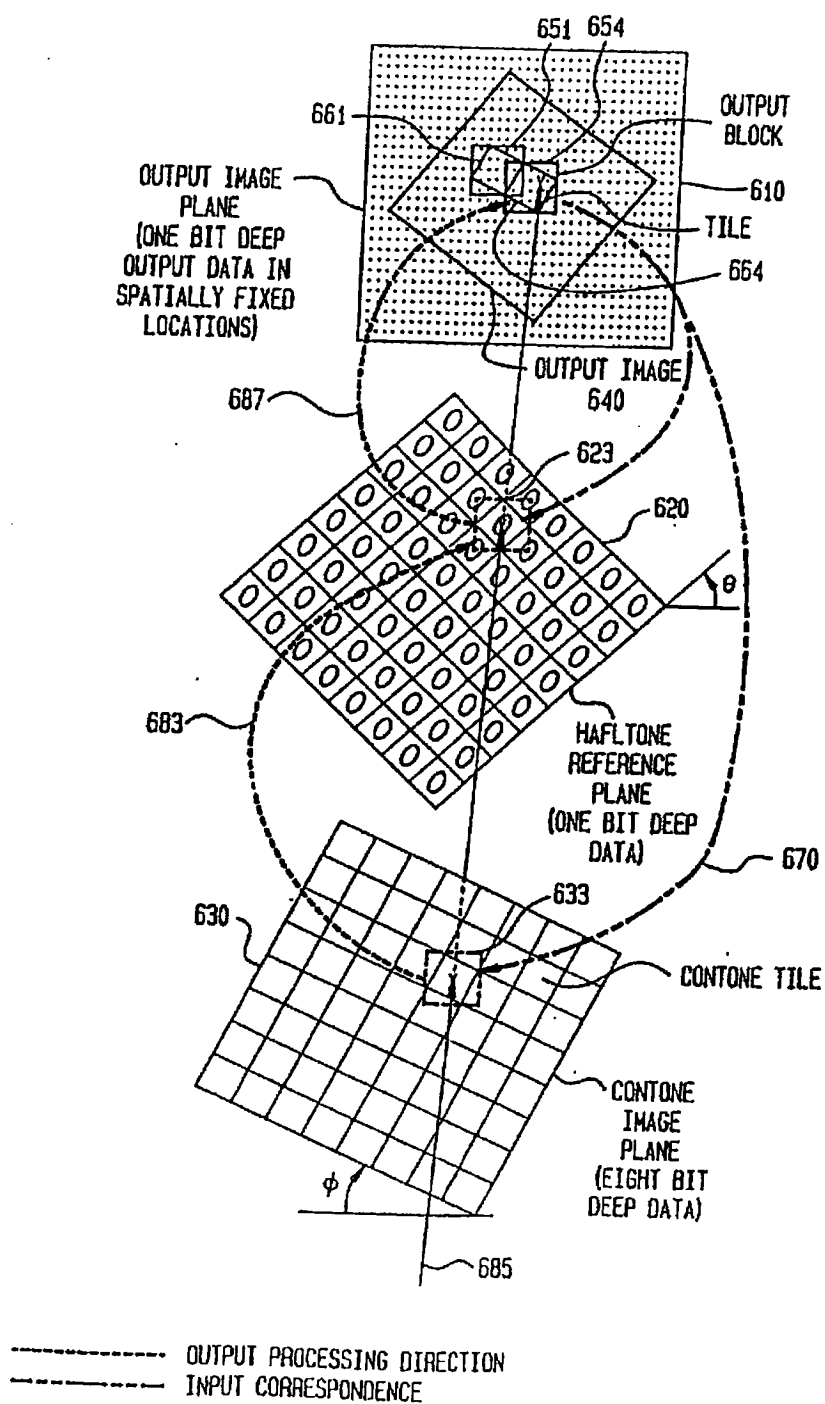 651 654
661
OUTPUT
BLOCK
OUTPUT IMAGE
PLANE
(ONE BIT DEEP
OUTPUT DATA IN
SPATIALLY FIXED
LOCATIONS)
610
TILE
664
OUTPUT IMAGE
640
687
623
620
θ
683
HAFLTONE
REFERENCE
PLANE
(ONE BIT DEEP
DATA)
670
633
630
CONTONE TILE
CONTONE
IMAGE
PLANE
(EIGHT BIT
DEEP DATA)
ϕ
685
OUTPUT PROCESSING DIRECTION
INPUT CORRESPONDENCE